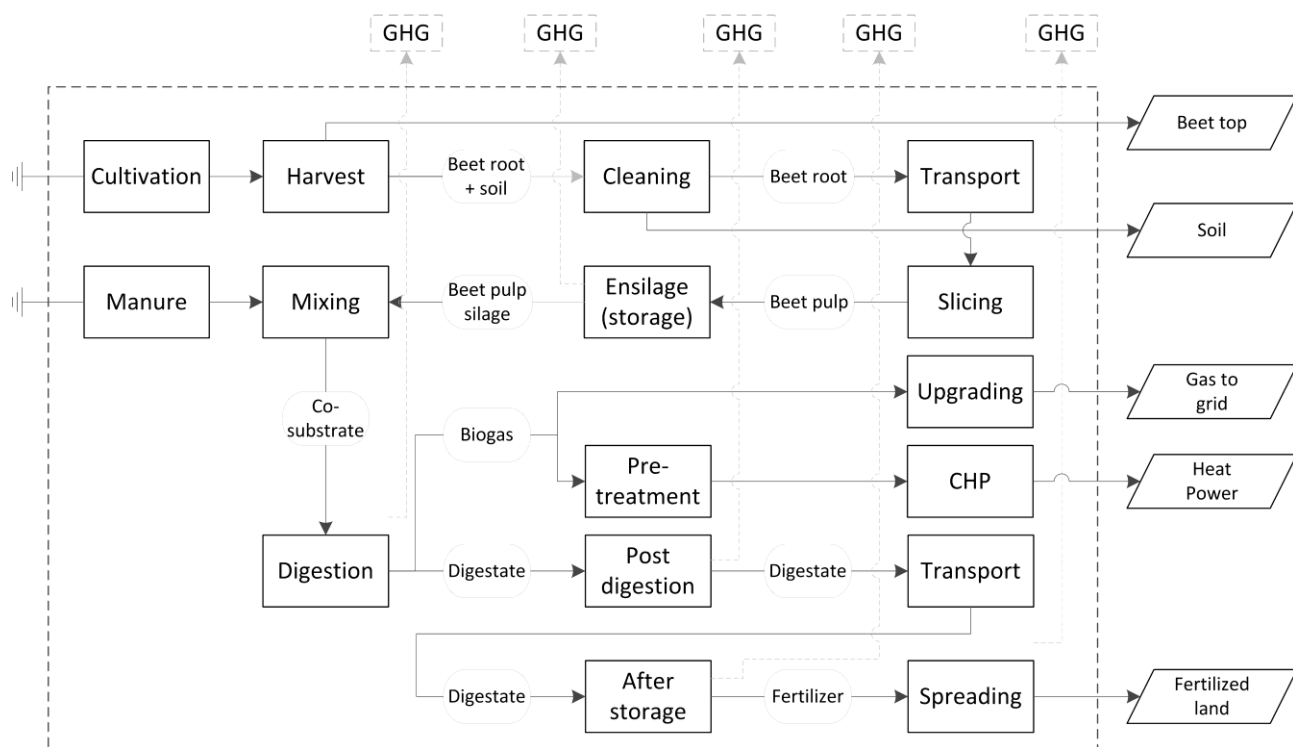 GHG
GHG
GHG
GHG
GHG
Beet top
Cultivation
Harvest
Beet root
+ soil
Cleaning
Beet root
Transport
Soil
Manure
Mixing
Beet pulp
silage
Ensilage
(storage)
Beet pulp
Slicing
Upgrading
Gas to
grid
Co-
substrate
Biogas
Pre-
treatment
CHP
Heat
Power
Digestion
Digestate
Post
digestion
Digestate
Transport
Digestate
After
storage
Fertilizer
Spreading
Fertilized
land